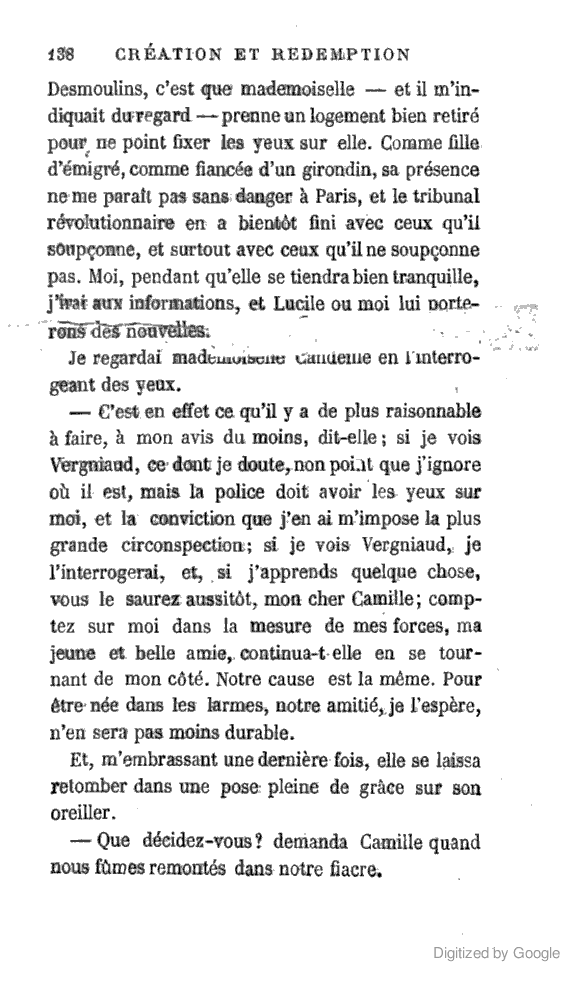 138 CRÉATION ET REDEMPTION
Desmoulins, c'est que mademoiselle — et il m'in-
diquait du regard — prenne un logement bien retiré
pour ne point fixer les yeux sur elle. Comme fille
d'émigré, comme fiancée d'un girondin, sa présence
ne me paraît pas sans danger à Paris, et le tribunal
révolutionnaire en a bientôt fini avec ceux qu'il
soupçonne, et surtout avec ceux qu'il ne soupçonne
pas. Moi, pendant qu'elle se tiendra bien tranquille,
j'irai aux informations, et Lucile ou moi lui porte-
rons des nouvelles.
Je regardai mademoiselle Candeille en l'interro-
geant des yeux.
— C'est en effet ce qu'il y a de plus raisonnable
à faire, à mon avis du moins, dit-elle ; si je vois
Vergniaud, ce dont je doute, non point que j'ignore
où il est, mais la police doit avoir les yeux sur
moi, et la conviction que j'en ai m'impose la plus
grande circonspection ; si je vois Vergniaud, je
l'interrogerai, et, si j'apprends quelque chose,
vous le saurez aussitôt, mon cher Camille ; comp-
tez sur moi dans la mesure de mes forces, ma
jeune et belle amie, continua-t-elle en se tour-
nant de mon côté. Notre cause est la même. Pour
être née dans les larmes, notre amitié, je l'espère,
n'en sera pas moins durable.
Et, m'embrassant une dernière fois, elle se laissa
retomber dans une pose pleine de grâce sur son
oreiller.
— Que décidez-vous ? demanda Camille quand
nous fûmes remontés dans notre fiacre.
Digitized by Google